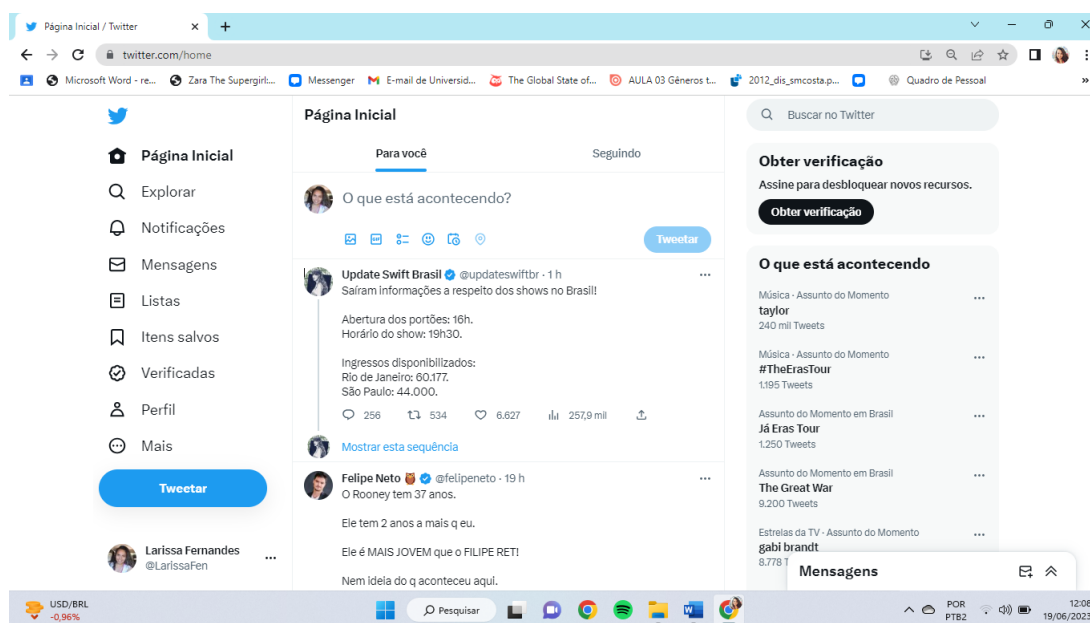 Página Inicial / Twitter
twitter.com/home
Microsoft Word - re...
Zara The Supergirl:...
Messenger
E-mail de Universid...
The Global State of...
AULA 03 Gêneros t...
2012_dis_smcosta.p...
Quadro de Pessoal
»
Página Inicial
Explorar
Notificações
Mensagens
Listas
Itens salvos
Verificadas
Perfil
Mais
Tweetar
Larissa Fernandes
@LarissaFen
Página Inicial
Para você
Seguindo
O que está acontecendo?
GIF
Tweetar
Update Swift Brasil @updateswiftbr · 1 h
Saíram informações a respeito dos shows no Brasil!
Abertura dos portões: 16h.
Horário do show: 19h30.
Ingressos disponibilizados:
Rio de Janeiro: 60.177.
São Paulo: 44.000.
256 534 6.627 257,9 mil
Mostrar esta sequência
Felipe Neto @felipeneto · 19 h
O Rooney tem 37 anos.
Ele tem 2 anos a mais q eu.
Ele é MAIS JOVEM que o FILIPE RET!
Nem ideia do q aconteceu aqui.
Buscar no Twitter
Obter verificação
Assine para desbloquear novos recursos.
Obter verificação
O que está acontecendo
Música · Assunto do Momento
taylor
240 mil Tweets
Música · Assunto do Momento
#TheErasTour
1.195 Tweets
Assunto do Momento em Brasil
Já Eras Tour
1.250 Tweets
Assunto do Momento em Brasil
The Great War
9.200 Tweets
Estrelas da TV · Assunto do Momento
gabi brandt
8.778 T
Mensagens
USD/BRL
-0,96%
Pesquisar
POR
PTB2
12:08
19/06/2023